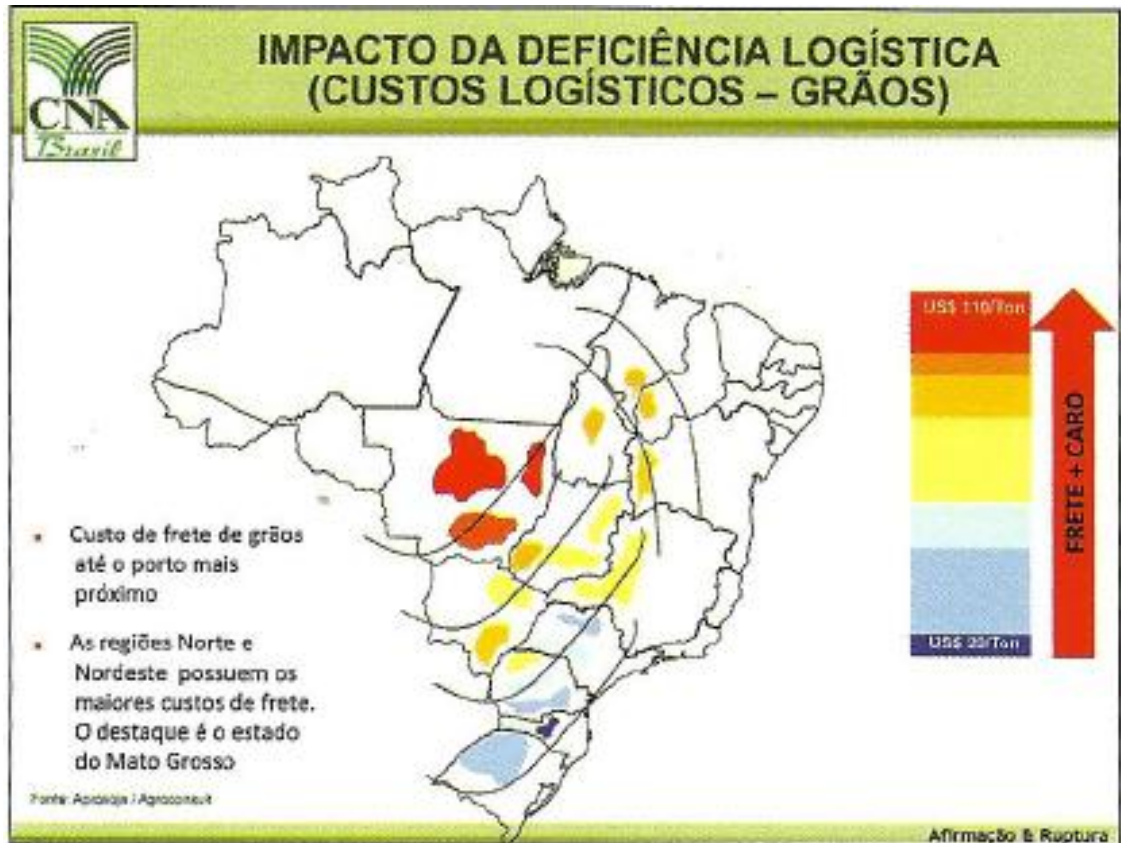 CNA
Brasil
IMPACTO DA DEFICIÊNCIA LOGÍSTICA
(CUSTOS LOGÍSTICOS – GRÃOS)
US$ 110/Ton
FRETE + CARO
US$ 20/Ton
• Custo de frete de grãos
até o porto mais
próximo
• As regiões Norte e
Nordeste possuem os
maiores custos de frete.
O destaque é o estado
do Mato Grosso
Fonte: Aprosoja / Agroconsult
Afirmação & Ruptura